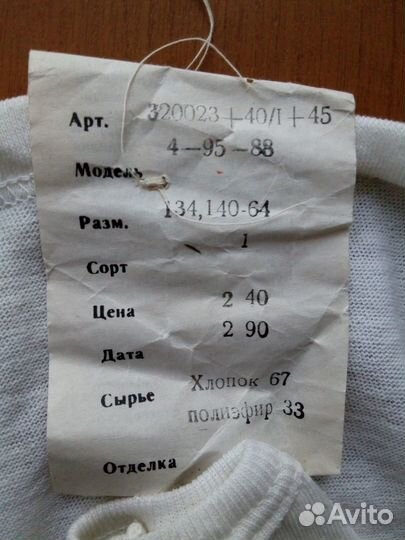 Арт. 320023+40/I+45
4-95-88
Модель
134,140-64
Разм.
1
Сорт
2 40
Цена
2 90
Дата
Хлопок 67
Сырье
полиэфир 33
Отделка
Avito